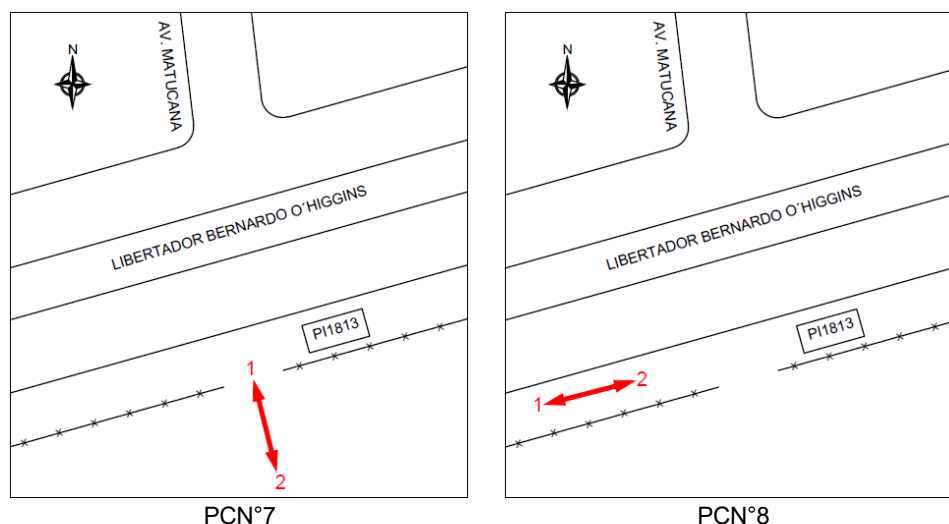 N
AV. MATUCANA
LIBERTADOR BERNARDO O´HIGGINS
PI1813
1
2
PCN°7
N
AV. MATUCANA
LIBERTADOR BERNARDO O´HIGGINS
PI1813
1
2
PCN°8